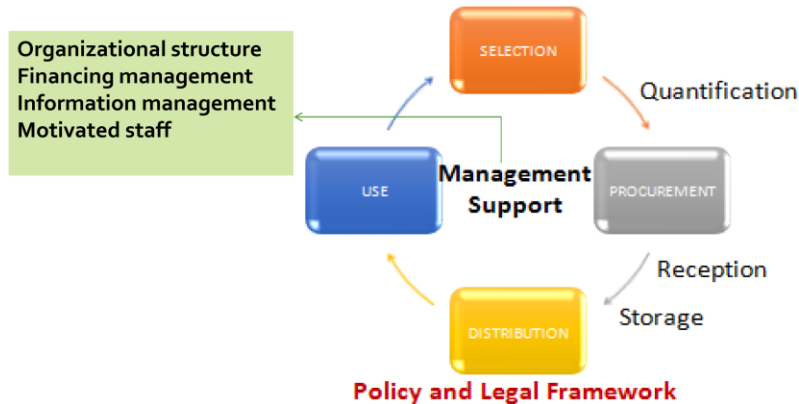 Organizational structure
Financing management
Information management
Motivated staff
SELECTION
Quantification
USE
Management
Support
PROCUREMENT
Reception
Storage
DISTRIBUTION
Policy and Legal Framework